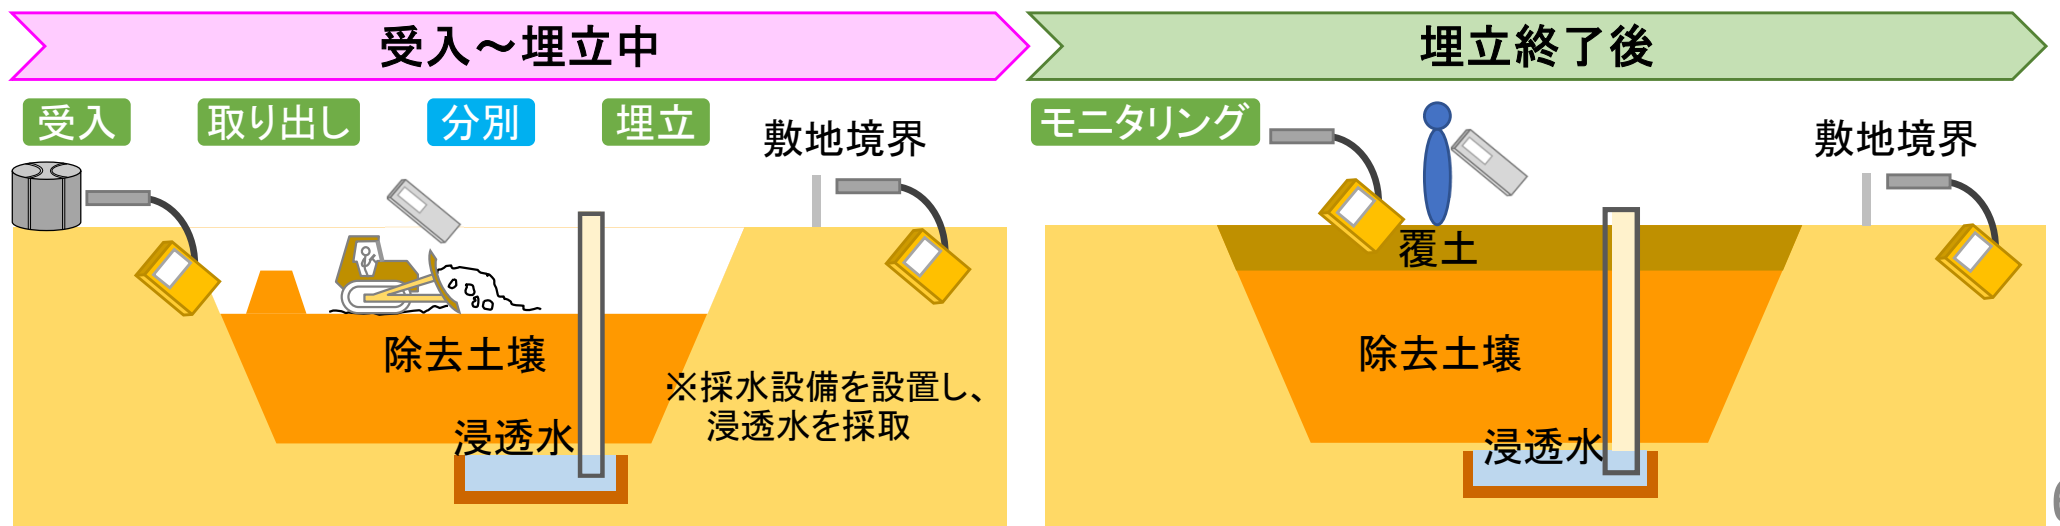 受入～埋立中
埋立終了後
受入
取り出し
分別
埋立
敷地境界
除去土壌
浸透水
※採水設備を設置し、
浸透水を採取
モニタリング
敷地境界
覆土
除去土壌
浸透水